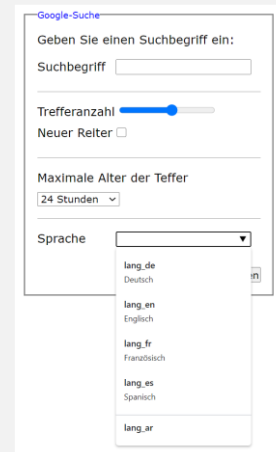 Google-Suche
Geben Sie einen Suchbegriff ein:
Suchbegriff
Trefferanzahl
Neuer Reiter
Maximale Alter der Teffer
24 Stunden
Sprache
lang_de
Deutsch
lang_en
Englisch
lang_fr
Französisch
lang_es
Spanisch
lang_ar